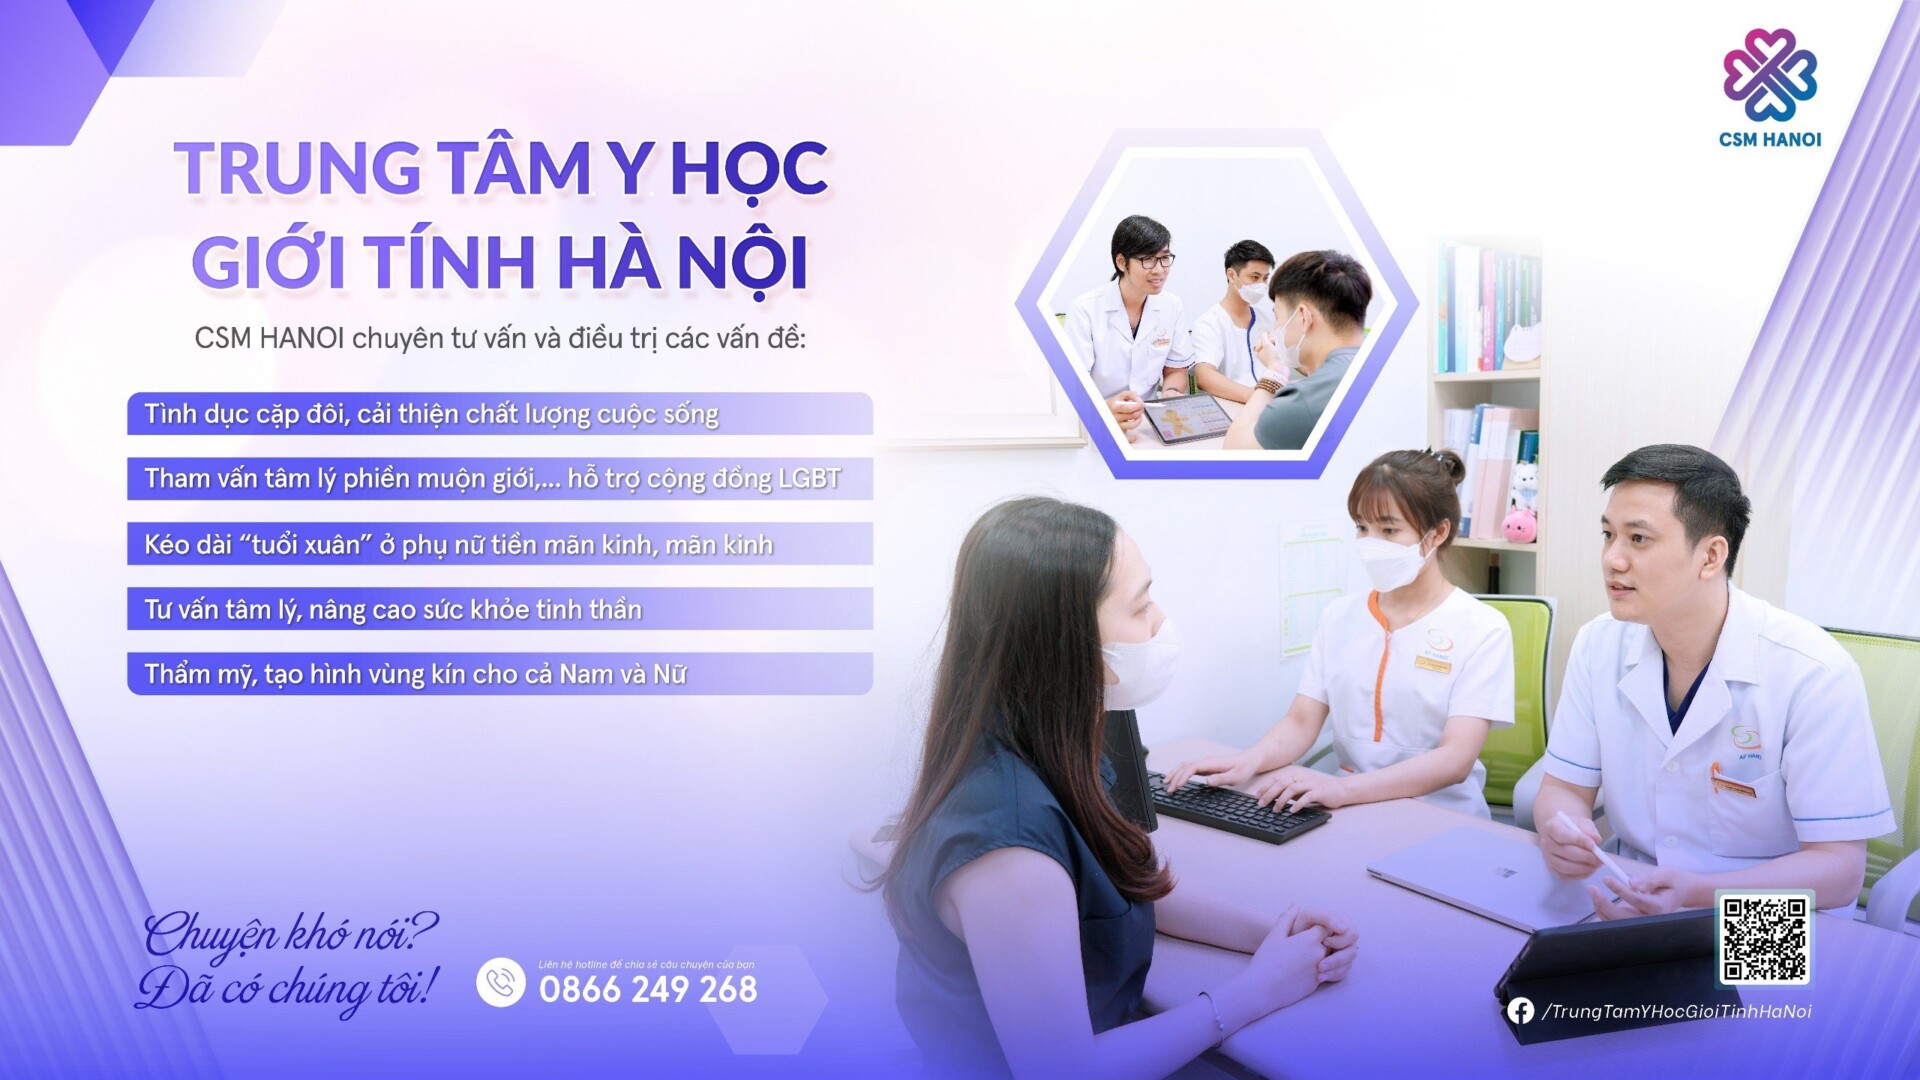 CSM HANOI
TRUNG TÂM Y HỌC
GIỚI TÍNH HÀ NỘI
CSM HANOI chuyên tư vấn và điều trị các vấn đề:
Tình dục cặp đôi, cải thiện chất lượng cuộc sống
Tham vấn tâm lý phiền muộn giới,... hỗ trợ cộng đồng LGBT
Kéo dài “tuổi xuân” ở phụ nữ tiền mãn kinh, mãn kinh
Tư vấn tâm lý, nâng cao sức khỏe tinh thần
Thẩm mỹ, tạo hình vùng kín cho cả Nam và Nữ
AF HANOI
Chuyện khó nói?
Đã có chúng tôi!
Liên hệ hotline để chia sẻ câu chuyện của bạn
0866 249 268
/TrungTamYHocGioiTinhHaNoi